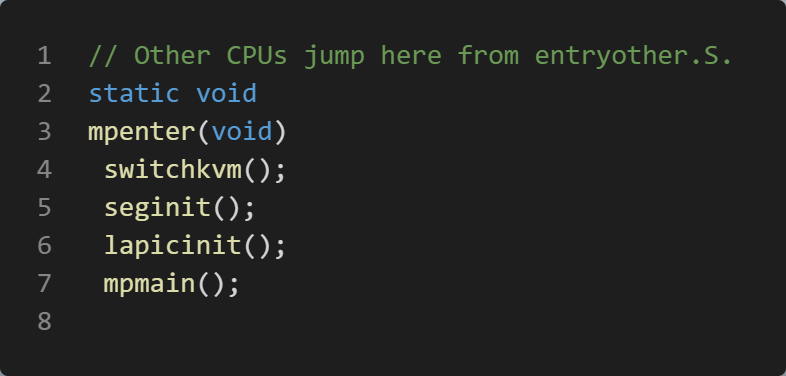 1 // Other CPUs jump here from entryother.S.
2 static void
3 mpenter(void)
4 switchkvm();
5 seginit();
6 lapicinit();
7 mpmain();
8